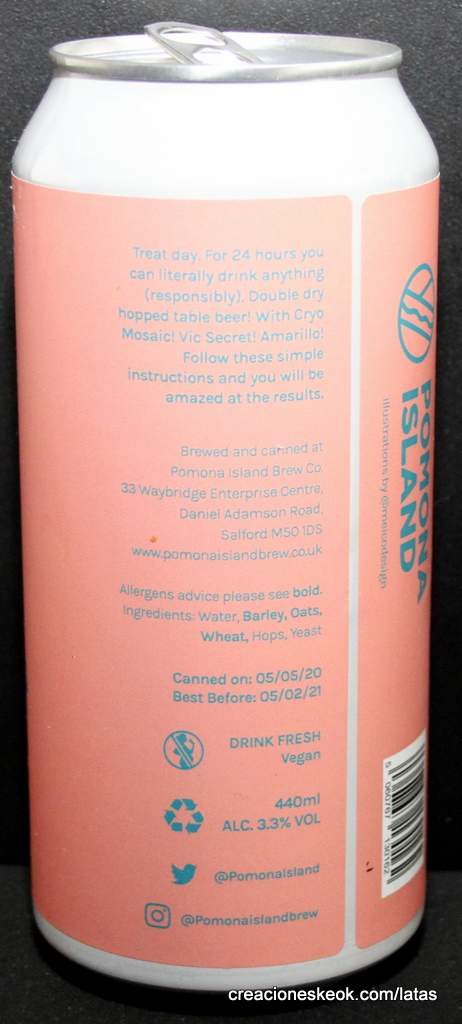 Treat day. For 24 hours you
can literally drink anything
(responsibly). Double dry
hopped table beer! With Cryo
Mosaic! Vic Secret! Amarillo!
Follow these simple
instructions and you will be
amazed at the results.
Brewed and canned at
Pomona Island Brew Co.
33 Waybridge Enterprise Centre,
Daniel Adamson Road,
Salford M50 1DS
www.pomonaislandbrew.co.uk
Allergens advice please see bold.
Ingredients: Water, Barley, Oats,
Wheat, Hops, Yeast
Canned on: 05/05/20
Best Before: 05/02/21
DRINK FRESH
Vegan
440ml
ALC. 3.3% VOL
@PomonaIsland
@Pomonaislandbrew
POMONA
ISLAND
illustrations by @meicodesign
5 060767 130162
creacioneskeok.com/latas